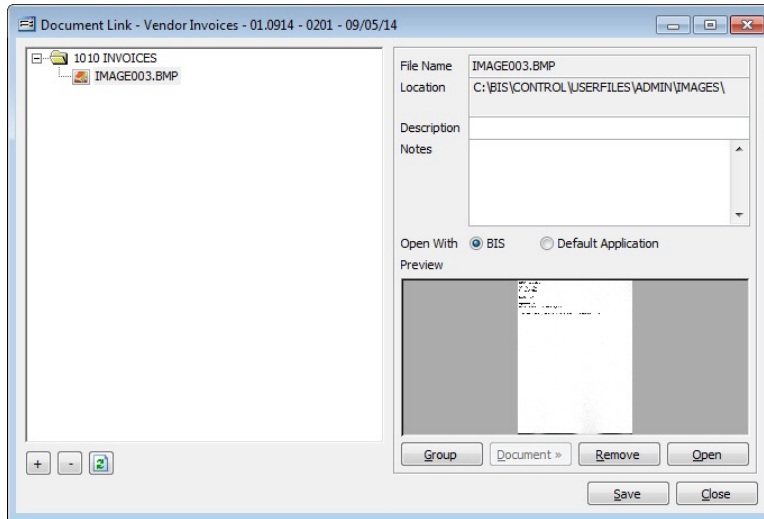 Document Link - Vendor Invoices - 01.0914 - 0201 - 09/05/14
1010 INVOICES
IMAGE003.BMP
File Name IMAGE003.BMP
Location C:\BIS\CONTROL\USERFILES\ADMIN\IMAGES\
Description
Notes
Open With BIS Default Application
Preview
Group Document » Remove Open
+ -
Save Close